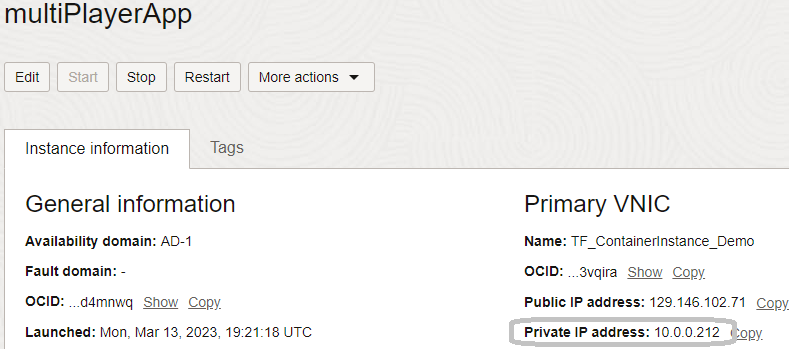 multiPlayerApp
Edit Start Stop Restart More actions
Instance information Tags
General information
Availability domain: AD-1
Fault domain: -
OCID: ...d4mnwq Show Copy
Launched: Mon, Mar 13, 2023, 19:21:18 UTC
Primary VNIC
Name: TF_ContainerInstance_Demo
OCID: ...3vqira Show Copy
Public IP address: 129.146.102.71 Copy
Private IP address: 10.0.0.212 Copy